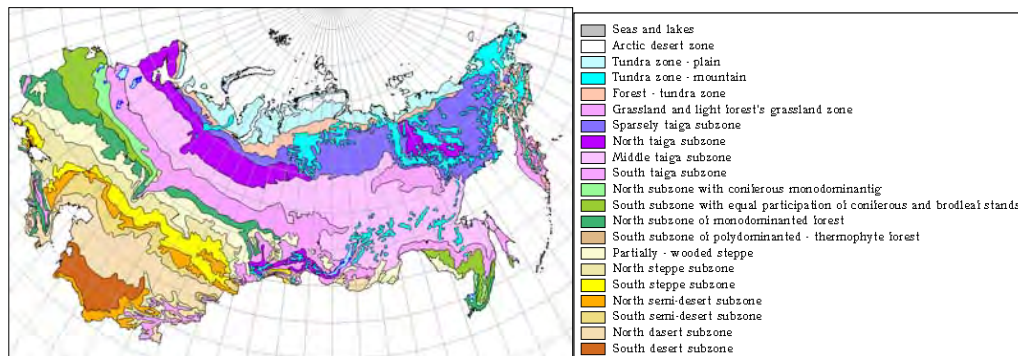 Seas and lakes
Arctic desert zone
Tundra zone - plain
Tundra zone - mountain
Forest - tundra zone
Grassland and light forest's grassland zone
Sparsely taiga subzone
North taiga subzone
Middle taiga subzone
South taiga subzone
North subzone with coniferous monodominantig
South subzone with equal participation of coniferous and brodleaf stands
North subzone of monodominanted forest
South subzone of polydominanted - thermophyte forest
Partially - wooded steppe
North steppe subzone
South steppe subzone
North semi-desert subzone
South semi-desert subzone
North dasert subzone
South desert subzone